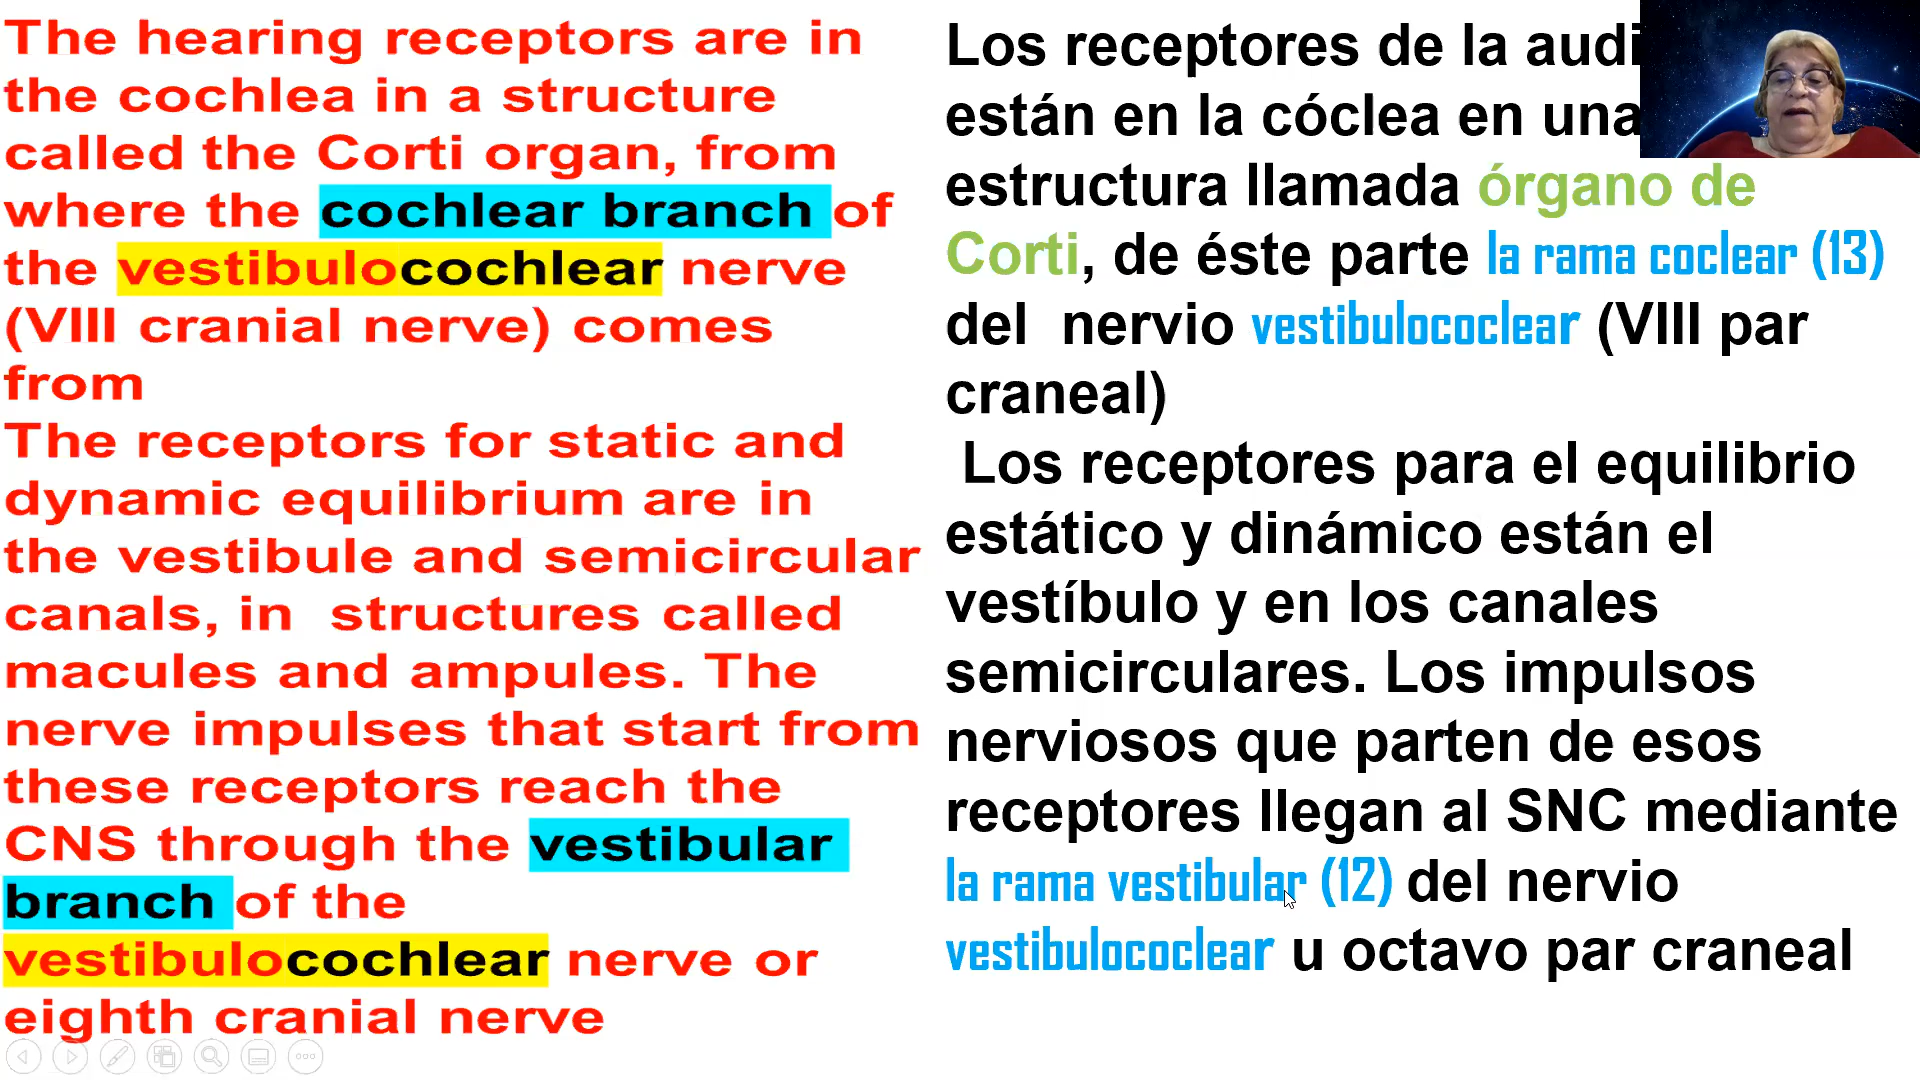 The hearing receptors are in
the cochlea in a structure
called the Corti organ, from
where the cochlear branch of
the vestibulocochlear nerve
(VIII cranial nerve) comes
from
The receptors for static and
dynamic equilibrium are in
the vestibule and semicircular
canals, in structures called
macules and ampules. The
nerve impulses that start from
these receptors reach the
CNS through the vestibular
branch of the
vestibulocochlear nerve or
eighth cranial nerve
Los receptores de la audi
están en la cóclea en una
estructura llamada órgano de
Corti, de éste parte la rama coclear (13)
del nervio vestibulococlear (VIII par
craneal)
Los receptores para el equilibrio
estático y dinámico están el
vestíbulo y en los canales
semicirculares. Los impulsos
nerviosos que parten de esos
receptores llegan al SNC mediante
la rama vestibular (12) del nervio
vestibulococlear u octavo par craneal